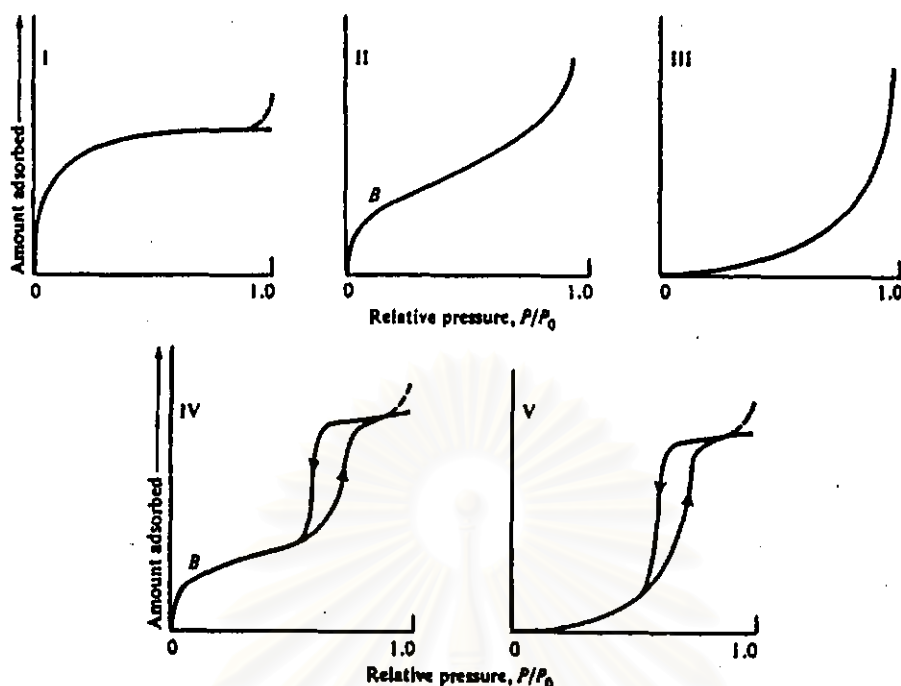 I
II
III
Amount adsorbed
B
0 1.0
0 1.0
0 1.0
Relative pressure, P/P₀
IV
V
Amount adsorbed
B
0 1.0
0 1.0
Relative pressure, P/P₀